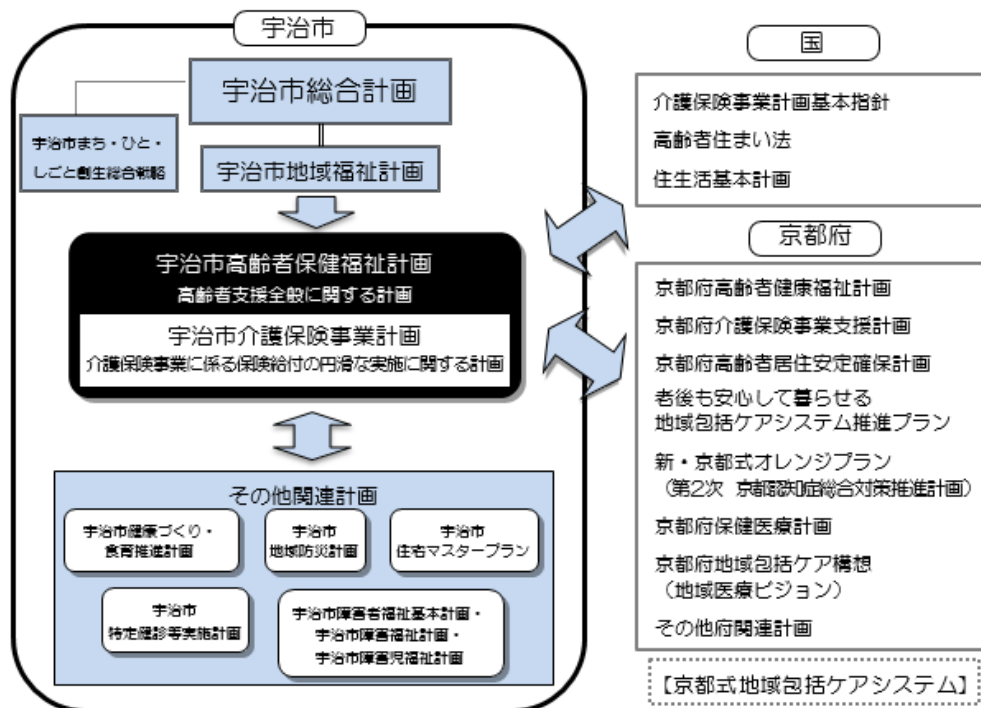 宇治市
宇治市総合計画
宇治市まち・ひと・
しごと創生総合戦略
宇治市地域福祉計画
宇治市高齢者保健福祉計画
高齢者支援全般に関する計画
宇治市介護保険事業計画
介護保険事業に係る保険給付の円滑な実施に関する計画
その他関連計画
宇治市健康づくり・
食育推進計画
宇治市
地域防災計画
宇治市
住宅マスタープラン
宇治市
特定健診等実施計画
宇治市障害者福祉基本計画・
宇治市障害福祉計画・
宇治市障害児福祉計画
国
介護保険事業計画基本指針
高齢者住まい法
住生活基本計画
京都府
京都府高齢者健康福祉計画
京都府介護保険事業支援計画
京都府高齢者居住安定確保計画
老後も安心して暮らせる
地域包括ケアシステム推進プラン
新・京都式オレンジプラン
（第2次 京都認知症総合対策推進計画）
京都府保健医療計画
京都府地域包括ケア構想
（地域医療ビジョン）
その他府関連計画
【京都式地域包括ケアシステム】